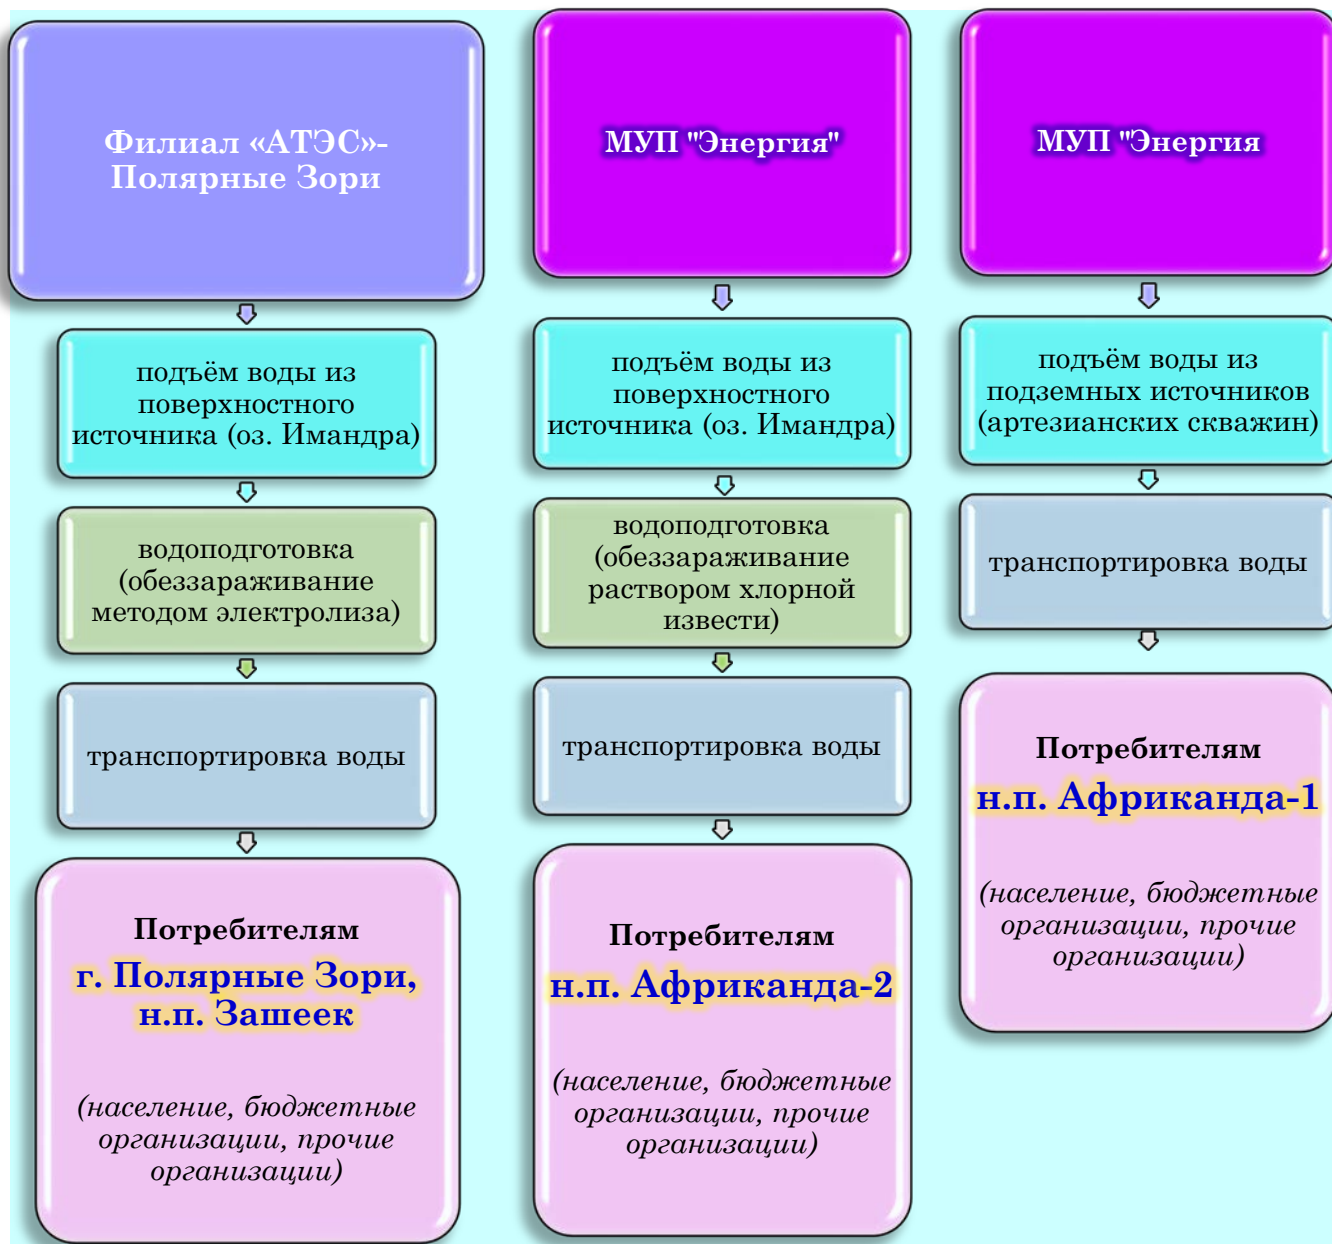 Филиал «АТЭС»-
Полярные Зори
подъём воды из
поверхностного
источника (оз. Имандра)
водоподготовка
(обеззараживание
методом электролиза)
транспортировка воды
Потребителям
г. Полярные Зори,
н.п. Зашеек
(население, бюджетные
организации, прочие
организации)
МУП "Энергия"
подъём воды из
поверхностного
источника (оз. Имандра)
водоподготовка
(обеззараживание
раствором хлорной
извести)
транспортировка воды
Потребителям
н.п. Африканда-2
(население, бюджетные
организации, прочие
организации)
МУП "Энергия
подъём воды из
подземных источников
(артезианских скважин)
транспортировка воды
Потребителям
н.п. Африканда-1
(население, бюджетные
организации, прочие
организации)